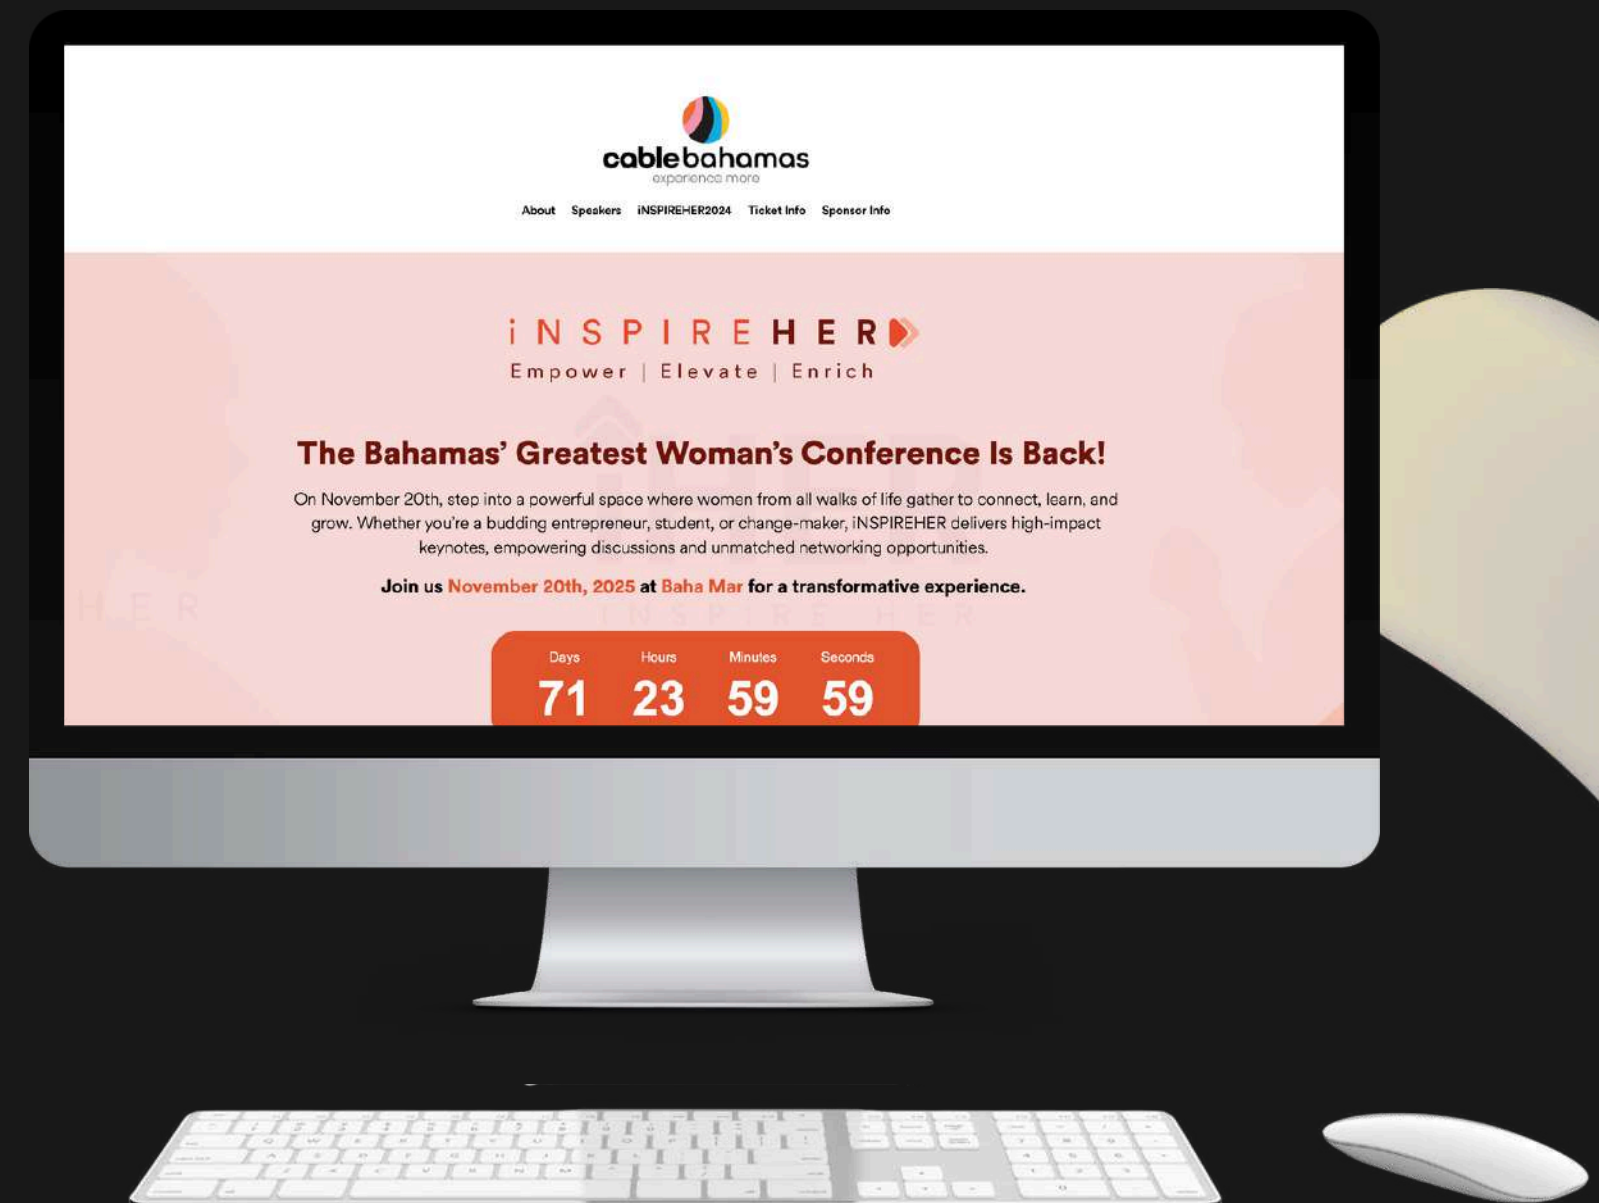 cablebahamas
experience more
About Speakers iNSPIREHER2024 Ticket Info Sponsor Info
iNSPIREHER
Empower | Elevate | Enrich
The Bahamas’ Greatest Woman’s Conference Is Back!
On November 20th, step into a powerful space where women from all walks of life gather to connect, learn, and
grow. Whether you’re a budding entrepreneur, student, or change-maker, iNSPIREHER delivers high-impact
keynotes, empowering discussions and unmatched networking opportunities.
Join us November 20th, 2025 at Baha Mar for a transformative experience.
HER
iHER
INSPIRE HER
Days Hours Minutes Seconds
71 23 59 59